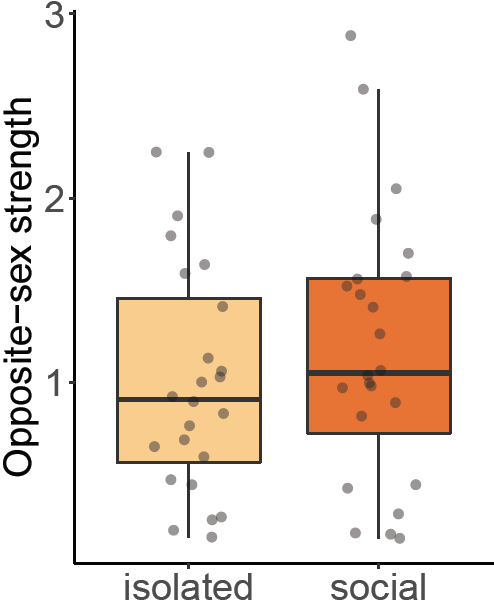 Opposite−sex strength
3
2
1
isolated
social